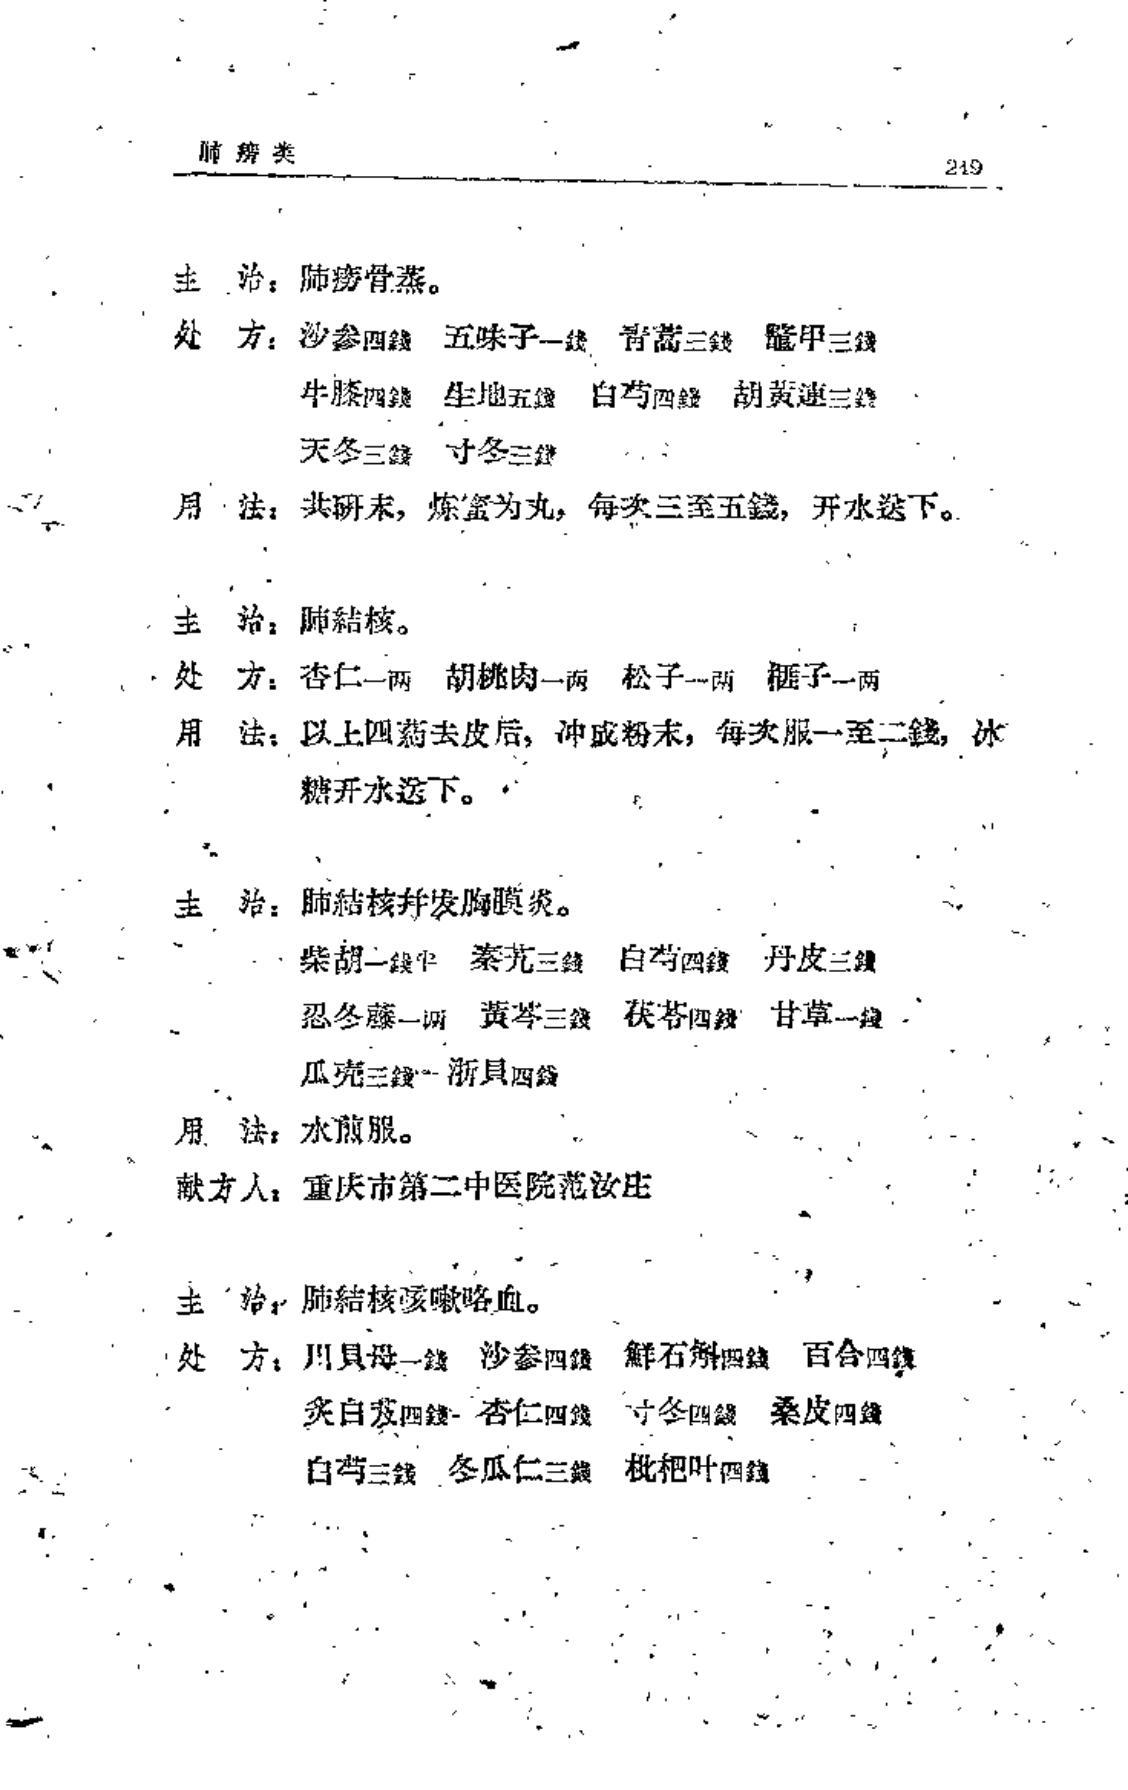 肺痨类
219
主　治：肺痨骨蒸。
处　方：沙参四錢　五味子一錢　青蒿三錢　鼈甲三錢
牛膝四錢　生地五錢　白芍四錢　胡黃連三錢
天冬三錢　寸冬三錢
用　法：共研末，炼蜜为丸，每次三至五錢，开水送下。
主　治：肺結核。
处　方：杏仁一两　胡桃肉一两　松子一两　榧子一两
用　法：以上四葯去皮后，冲成粉末，每次服一至二錢，冰
糖开水送下。
主　治：肺結核幷发胸膜炎。
柴胡一錢半　秦艽三錢　白芍四錢　丹皮三錢
忍冬藤一两　黃芩三錢　茯苓四錢　甘草一錢
瓜壳三錢　浙貝四錢
用　法：水煎服。
献方人：重庆市第二中医院范汝庄
主　治：肺結核咳嗽咯血。
处　方：川貝母一錢　沙参四錢　鮮石斛四錢　百合四錢
炙白芨四錢　杏仁四錢　寸冬四錢　桑皮四錢
白芍三錢　冬瓜仁三錢　枇杷叶四錢